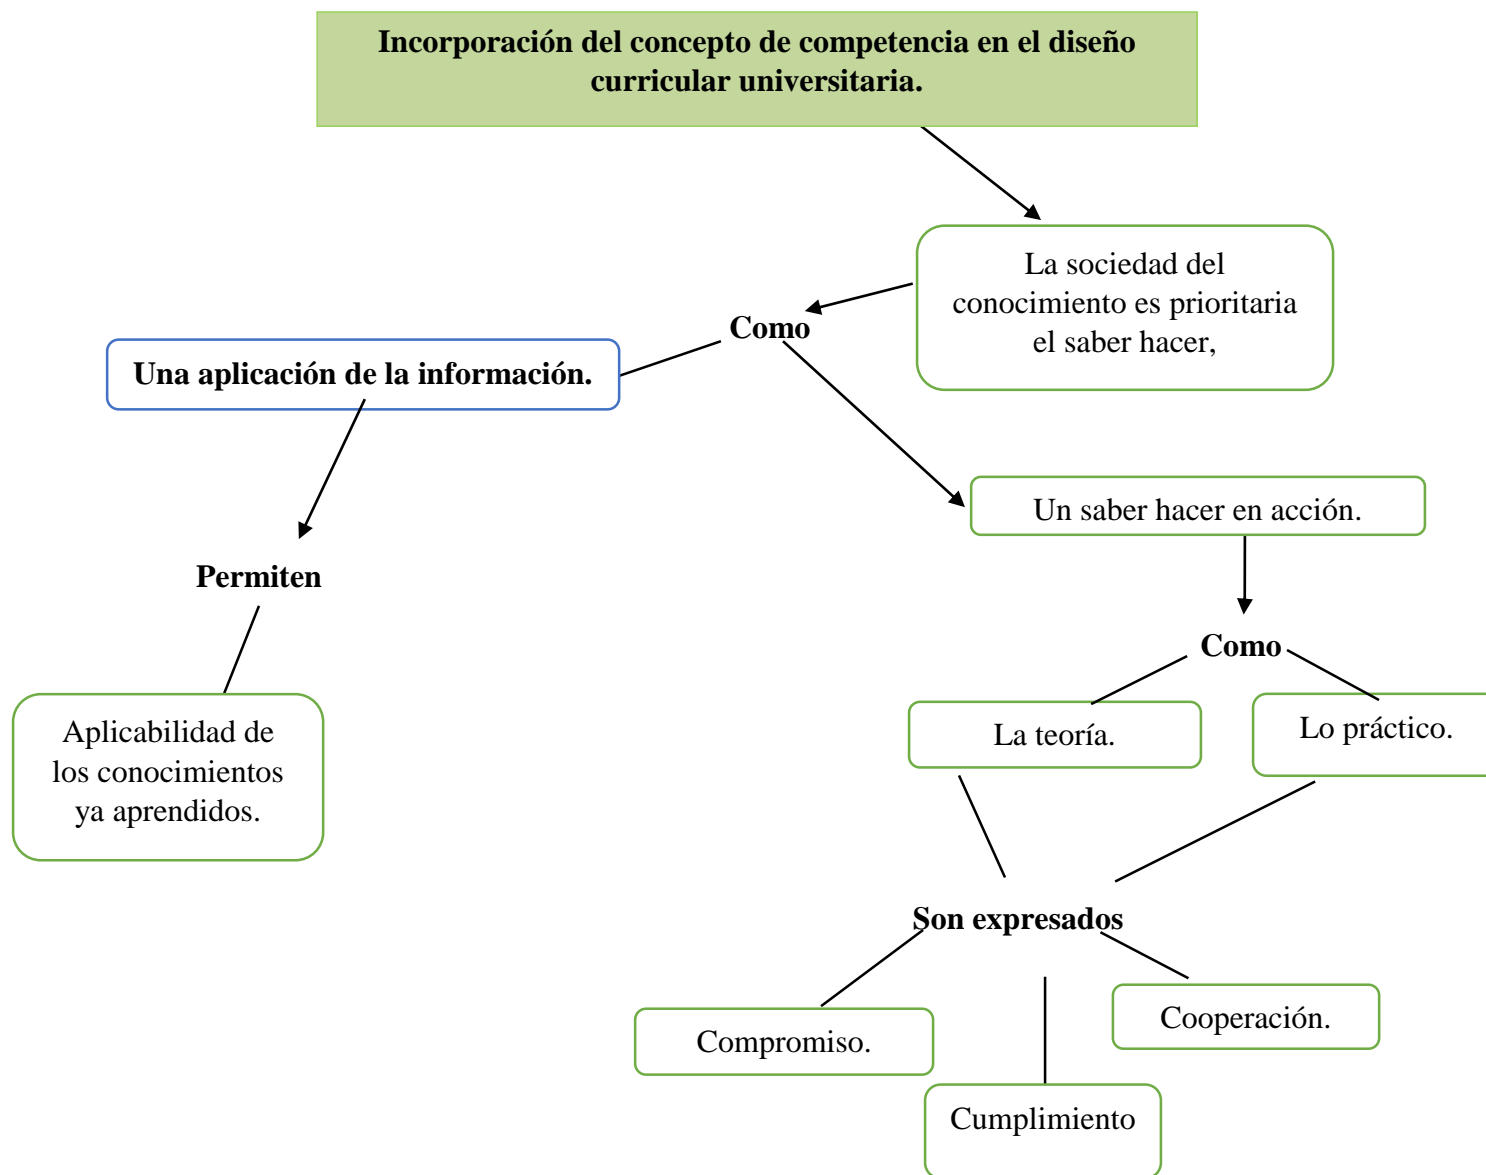 Incorporación del concepto de competencia en el diseño
curricular universitaria.
La sociedad del
conocimiento es prioritaria
el saber hacer,
Como
Una aplicación de la información.
Un saber hacer en acción.
Permiten
Como
Aplicabilidad de
los conocimientos
ya aprendidos.
La teoría.
Lo práctico.
Son expresados
Compromiso.
Cooperación.
Cumplimiento